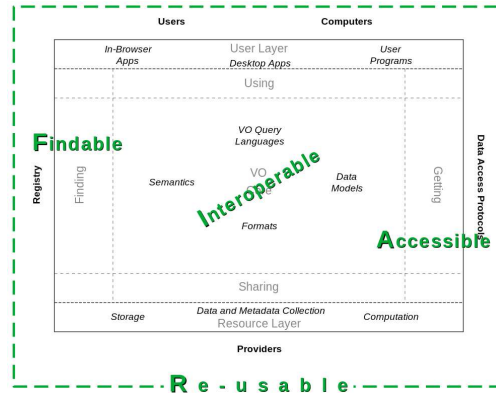 Users
Computers
In-Browser
Apps
User Layer
Desktop Apps
User
Programs
Using
Findable
VO Query
Languages
Registry
Finding
Semantics
Interoperable
VO
Data
Models
Getting
Data Access Protocols
Formats
Accessible
Sharing
Storage
Data and Metadata Collection
Resource Layer
Computation
Providers
Re-usable